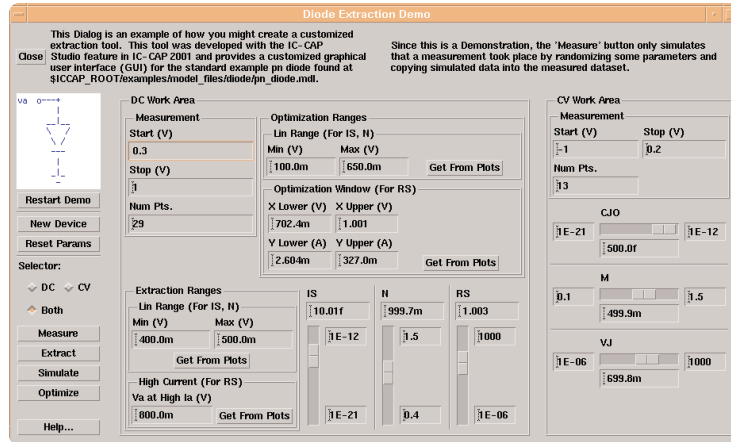 Diode Extraction Demo
This Dialog is an example of how you might create a customized
extraction tool. This tool was developed with the IC-CAP
Studio feature in IC-CAP 2001 and provides a customized graphical
user interface (GUI) for the standard example pn diode found at
$ICCAP_ROOT/examples/model_files/diode/pn_diode.mdl.
Close
Since this is a Demonstration, the 'Measure' button only simulates
that a measurement took place by randomizing some parameters and
copying simulated data into the measured dataset.
va o---+
Restart Demo
New Device
Reset Params
Selector:
DC CV
Both
Measure
Extract
Simulate
Optimize
Help...
DC Work Area
Measurement
Start (V)
0.3
Stop (V)
1
Num Pts.
29
Optimization Ranges
Lin Range (For IS, N)
Min (V) Max (V)
100.0m 650.0m Get From Plots
Optimization Window (For RS)
X Lower (V) X Upper (V)
702.4m 1.001
Y Lower (A) Y Upper (A)
2.604m 327.0m Get From Plots
Extraction Ranges
Lin Range (For IS, N)
Min (V) Max (V)
400.0m 500.0m
Get From Plots
High Current (For RS)
Va at High Ia (V)
800.0m Get From Plots
IS N RS
10.01f 999.7m 1.003
1E-12 1.5 1000
1E-21 0.4 1E-06
CV Work Area
Measurement
Start (V) Stop (V)
-1 0.2
Num Pts.
13
CJO
1E-21 1E-12
500.0f
M
0.1 1.5
499.9m
VJ
1E-06 1000
699.8m